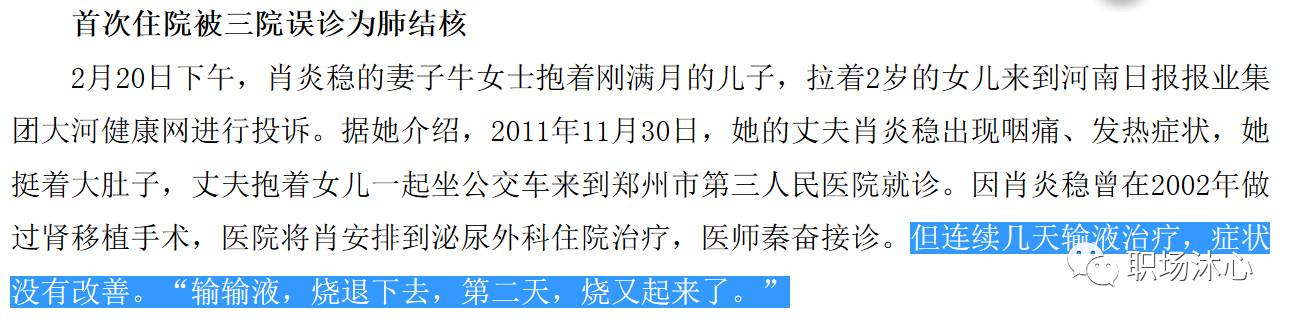 首次住院被三院误诊为肺结核
2月20日下午，肖炎稳的妻子牛女士抱着刚满月的儿子，拉着2岁的女儿来到河南日报报业集
团大河健康网进行投诉。据她介绍，2011年11月30日，她的丈夫肖炎稳出现咽痛、发热症状，她
挺着大肚子，丈夫抱着女儿一起坐公交车来到郑州市第三人民医院就诊。因肖炎稳曾在2002年做
过肾移植手术，医院将肖安排到泌尿外科住院治疗，医师秦奋接诊。但连续几天输液治疗，症状
没有改善。“输输液，烧退下去，第二天，烧又起来了。”
职场沐心